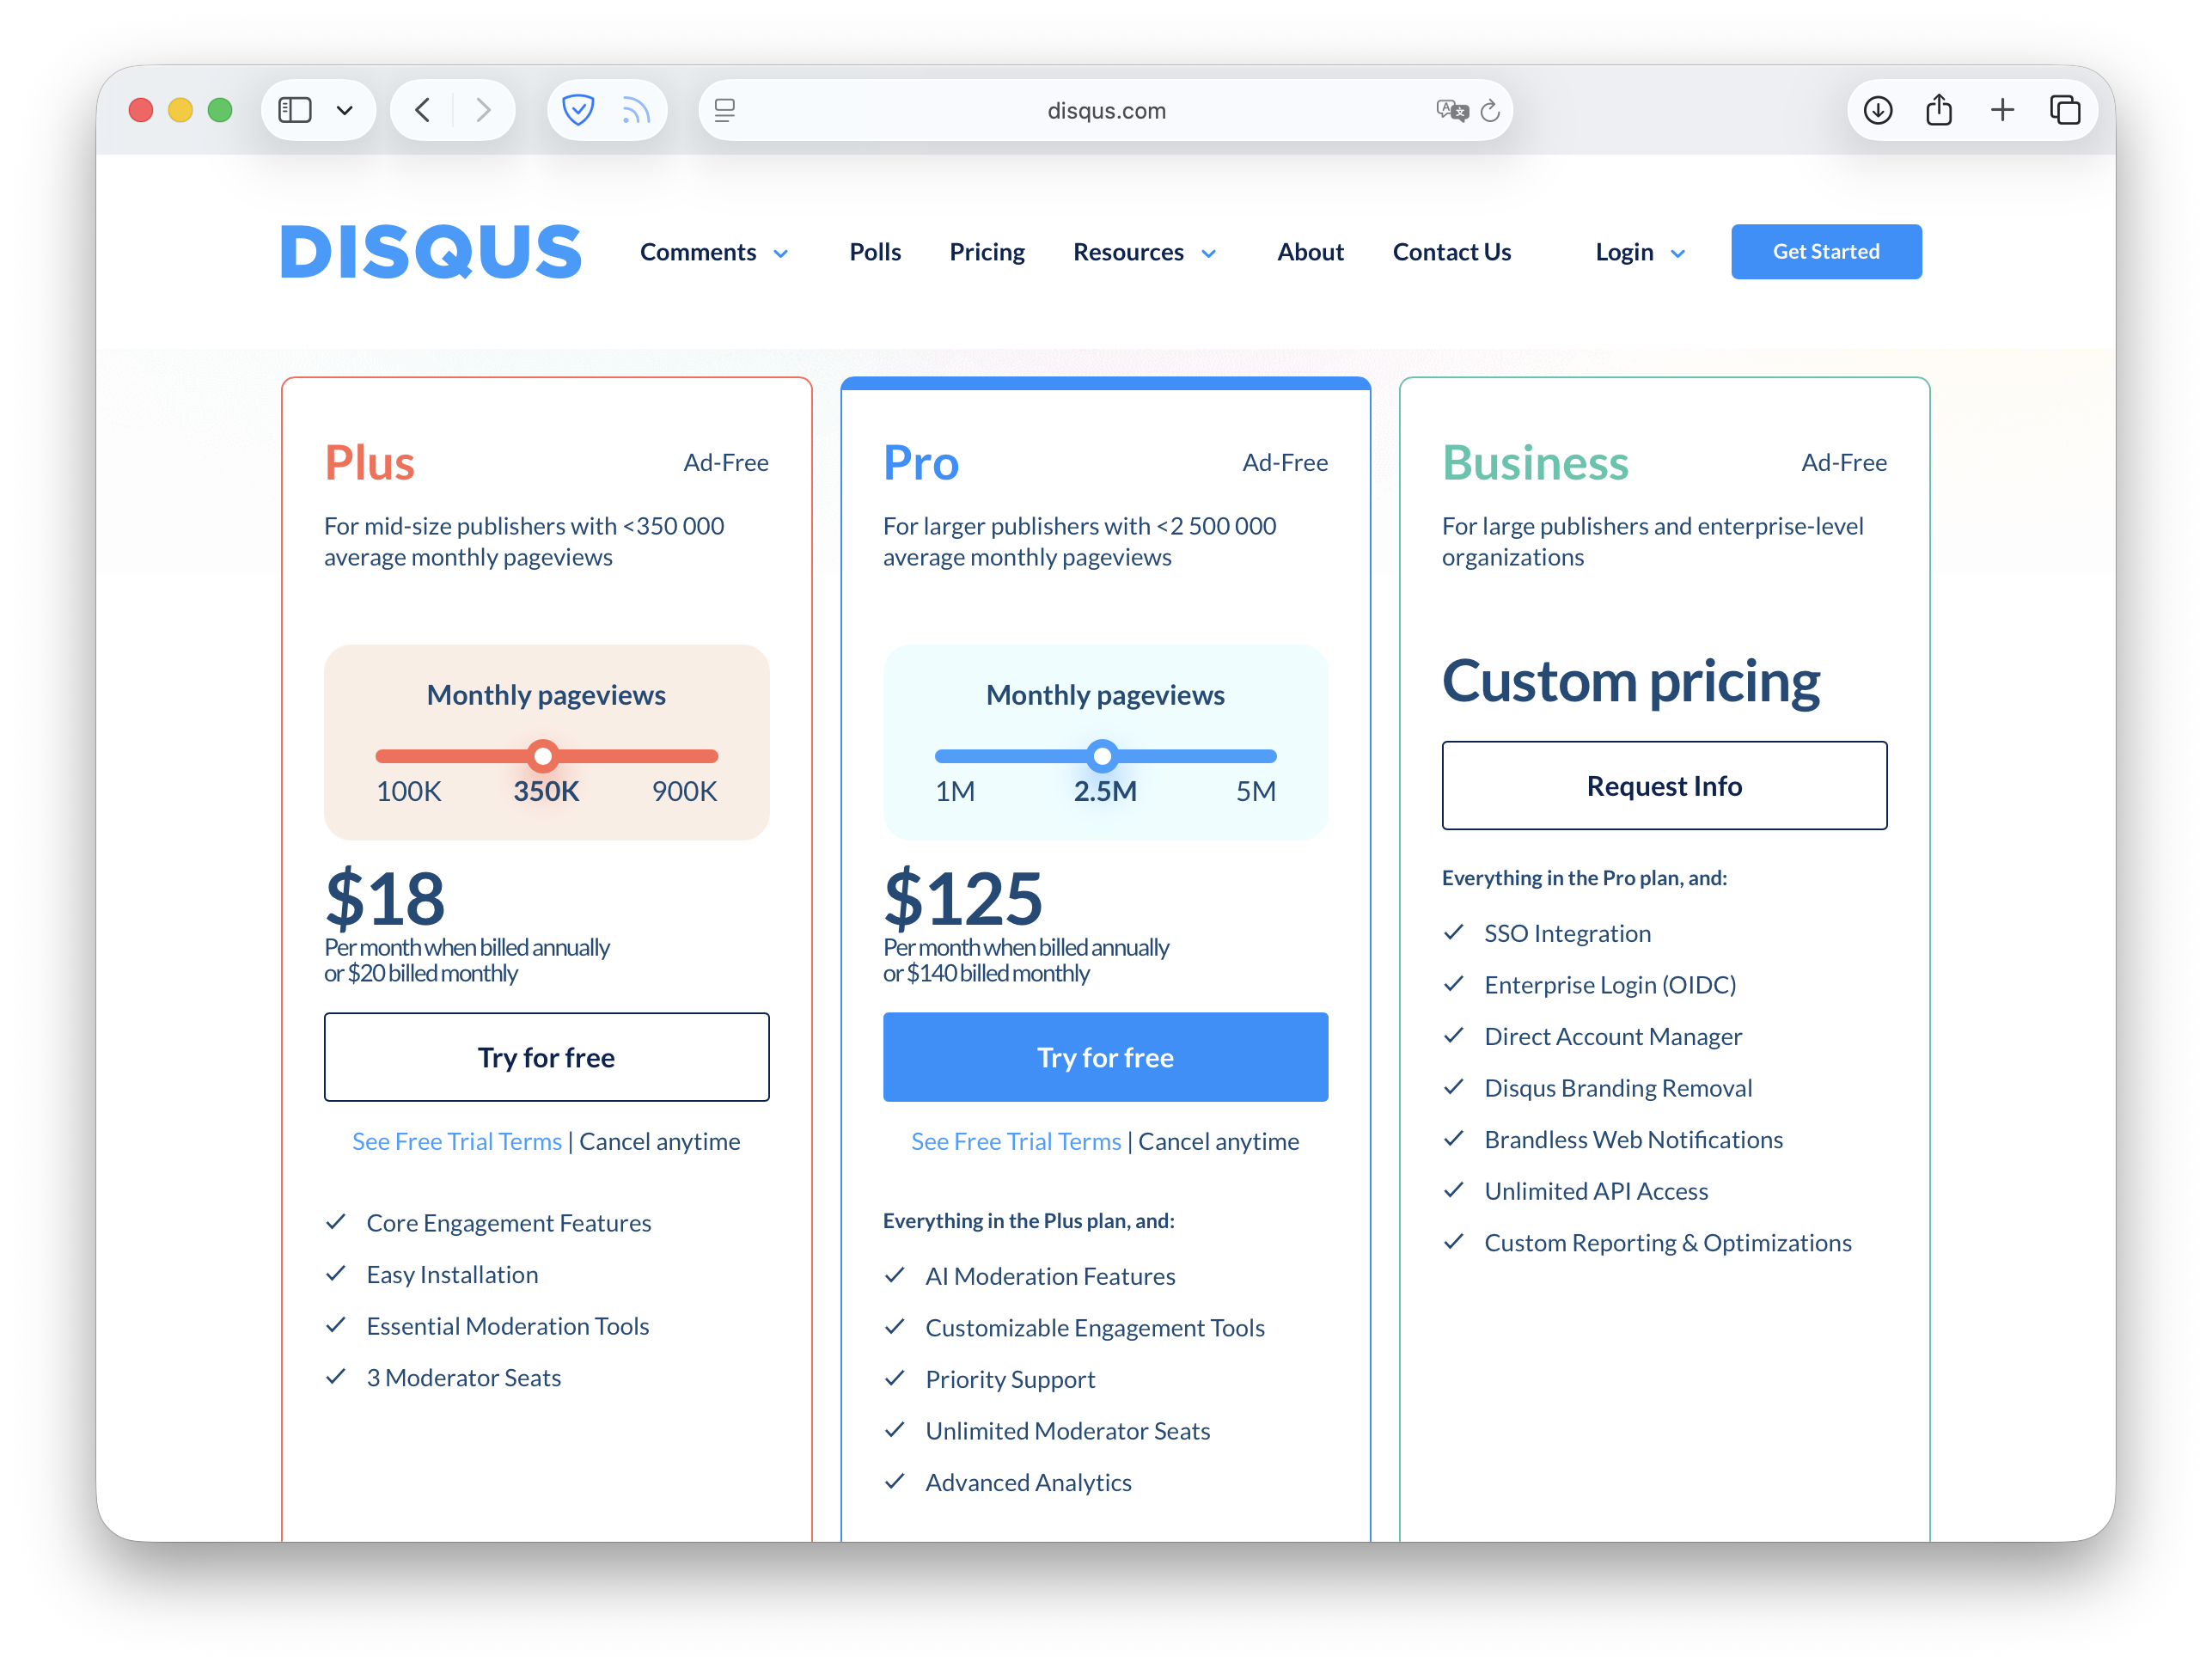 disqus.com
DISQUS
Comments
Polls
Pricing
Resources
About
Contact Us
Login
Get Started
Plus
Ad-Free
For mid-size publishers with <350 000
average monthly pageviews
Monthly pageviews
100K 350K 900K
$18
Per month when billed annually
or $20 billed monthly
Try for free
See Free Trial Terms | Cancel anytime
Core Engagement Features
Easy Installation
Essential Moderation Tools
3 Moderator Seats
Pro
Ad-Free
For larger publishers with <2 500 000
average monthly pageviews
Monthly pageviews
1M 2.5M 5M
$125
Per month when billed annually
or $140 billed monthly
Try for free
See Free Trial Terms | Cancel anytime
Everything in the Plus plan, and:
AI Moderation Features
Customizable Engagement Tools
Priority Support
Unlimited Moderator Seats
Advanced Analytics
Business
Ad-Free
For large publishers and enterprise-level
organizations
Custom pricing
Request Info
Everything in the Pro plan, and:
SSO Integration
Enterprise Login (OIDC)
Direct Account Manager
Disqus Branding Removal
Brandless Web Notifications
Unlimited API Access
Custom Reporting & Optimizations